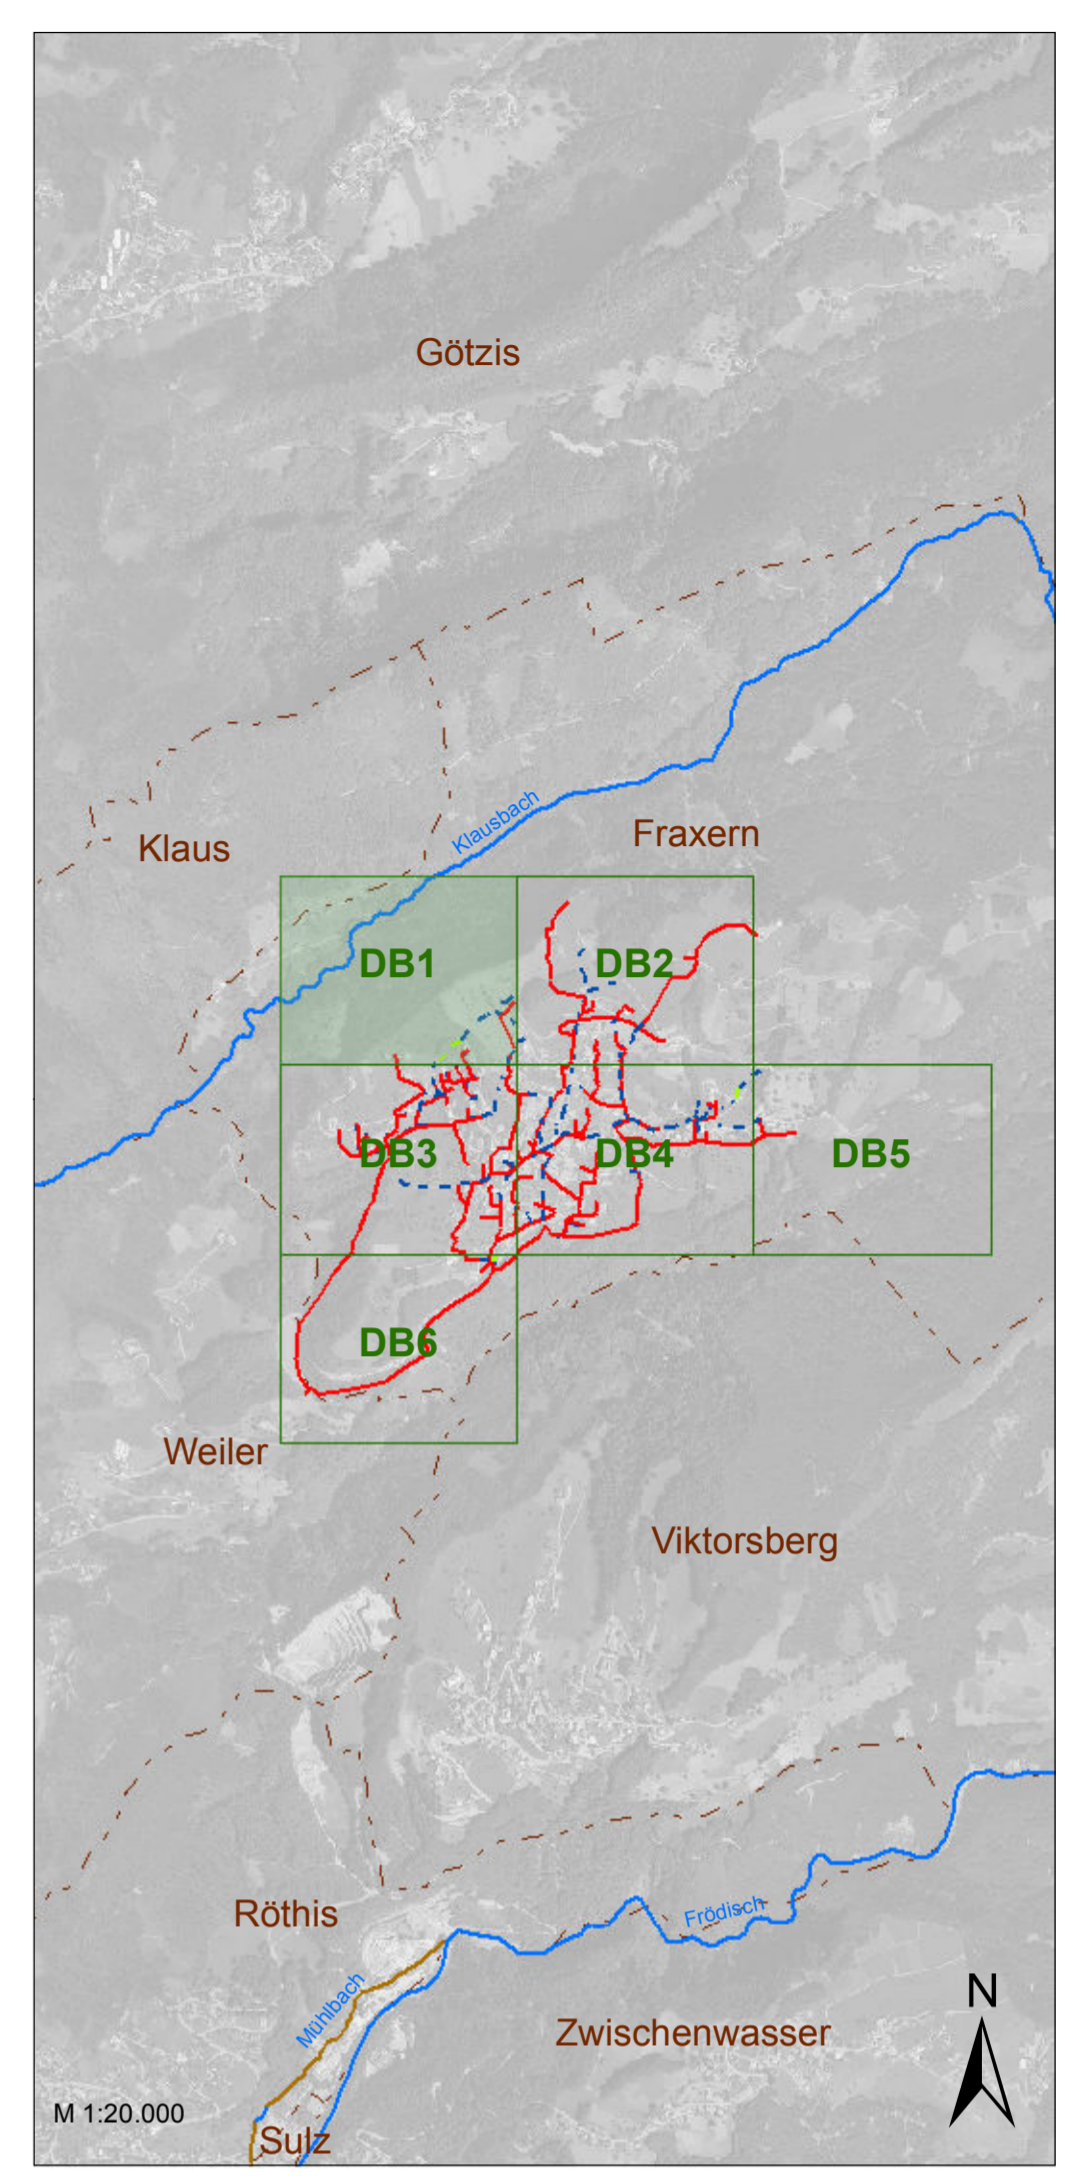 Götzis
Klausbach
Fraxern
Klaus
DB1
DB2
DB3
DB4
DB5
DB6
Weiler
Viktorsberg
Röthis
Frödisch
Mühlbach
N
Zwischenwasser
M 1:20.000
Sulz